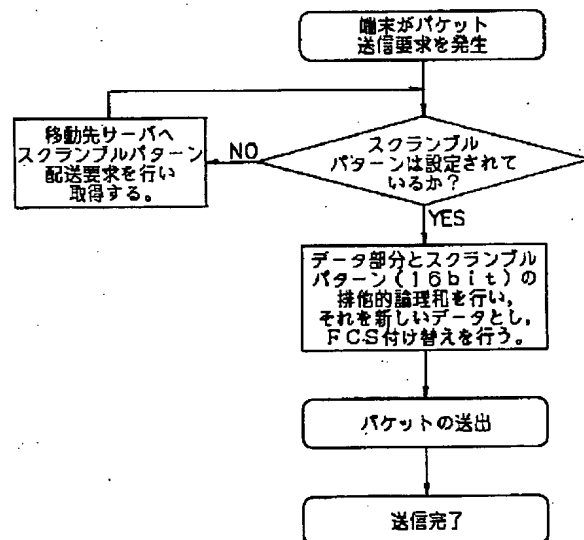 端末がパケット
送信要求を発生
スクランブル
パターンは設定されて
いるか?
NO
移動先サーバへ
スクランブルパターン
配送要求を行い
取得する。
YES
データ部分とスクランブル
パターン(16bit)の
排他的論理和を行い,
それを新しいデータとし,
FCS付け替えを行う。
パケットの送出
送信完了